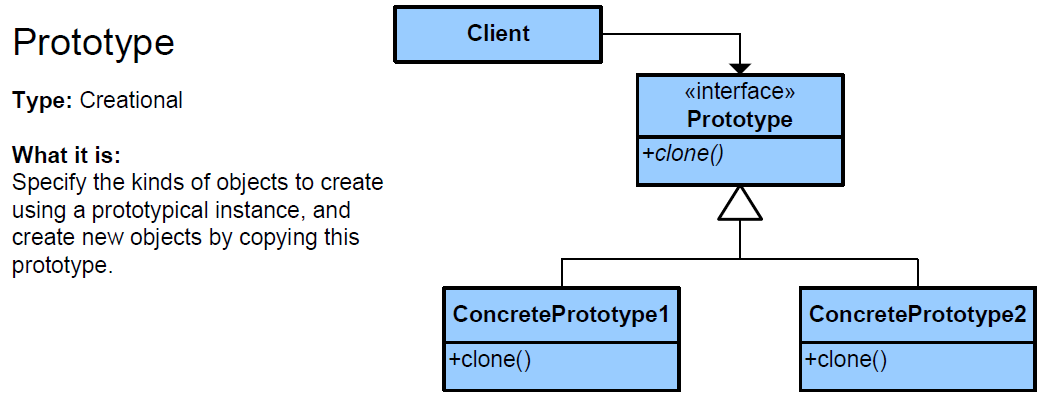 Prototype
Type: Creational
What it is:
Specify the kinds of objects to create
using a prototypical instance, and
create new objects by copying this
prototype.
Client
«interface»
Prototype
+clone()
ConcretePrototype1
+clone()
ConcretePrototype2
+clone()